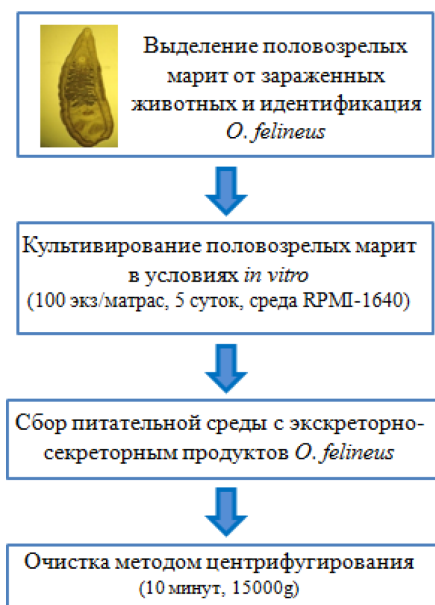 Выделение половозрелых
марит от зараженных
животных и идентификация
O. felineus
Культивирование половозрелых марит
в условиях in vitro
(100 экз/матрас, 5 суток, среда RPMI-1640)
Сбор питательной среды с экскреторно-
секреторным продуктов O. felineus
Очистка методом центрифугирования
(10 минут, 15000g)